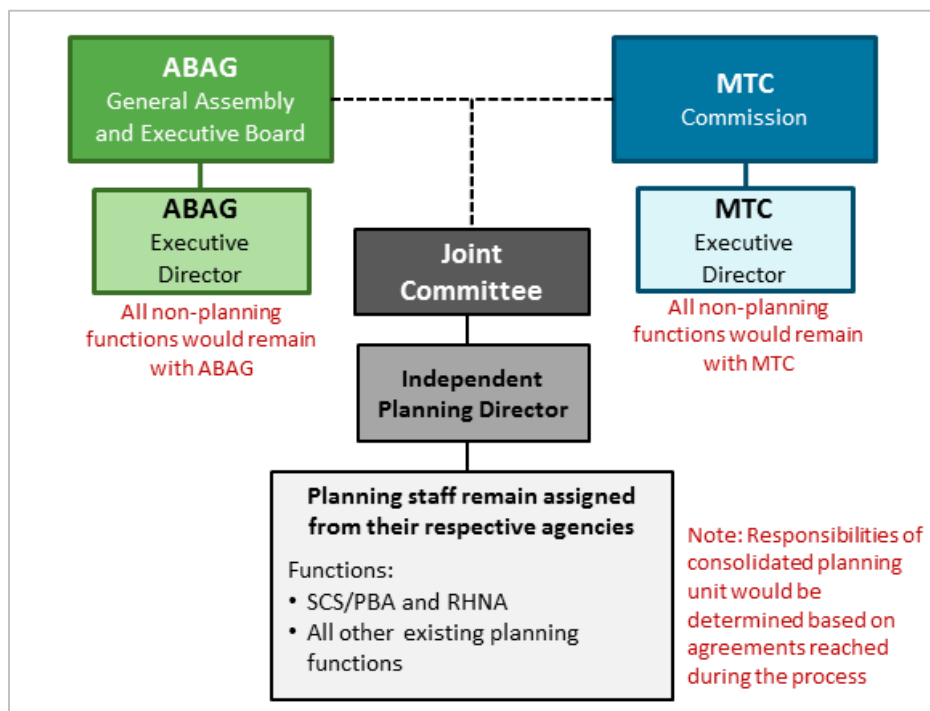 ABAG
General Assembly
and Executive Board
MTC
Commission
ABAG
Executive
Director
MTC
Executive
Director
All non-planning
functions would remain
with ABAG
Joint
Committee
All non-planning
functions would remain
with MTC
Independent
Planning Director
Planning staff remain assigned
from their respective agencies
Functions:
• SCS/PBA and RHNA
• All other existing planning
functions
Note: Responsibilities of
consolidated planning
unit would be
determined based on
agreements reached
during the process